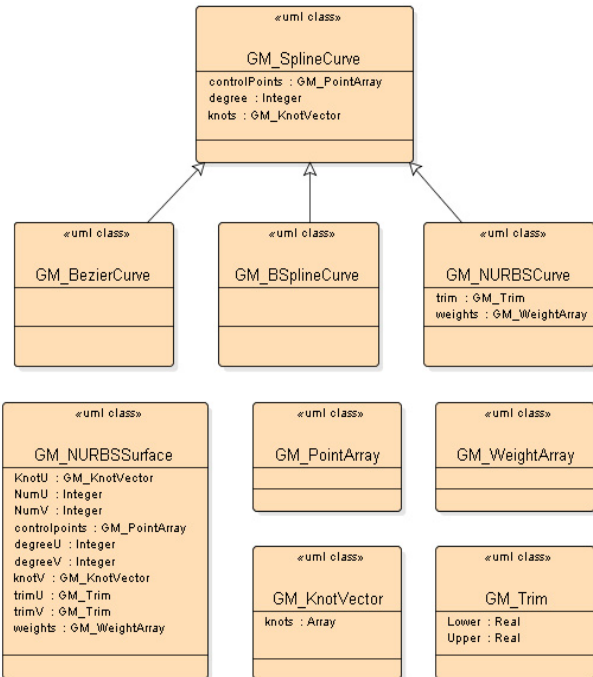 «uml class»
GM_SplineCurve
controlPoints : GM_PointArray
degree : Integer
knots : GM_KnotVector
«uml class»
GM_BezierCurve
«uml class»
GM_BSplineCurve
«uml class»
GM_NURBSCurve
trim : GM_Trim
weights : GM_WeightArray
«uml class»
GM_NURBSSurface
KnotU : GM_KnotVector
NumU : Integer
NumV : Integer
controlpoints : GM_PointArray
degreeU : Integer
degreeV : Integer
knotV : GM_KnotVector
trimU : GM_Trim
trimV : GM_Trim
weights : GM_WeightArray
«uml class»
GM_PointArray
«uml class»
GM_WeightArray
«uml class»
GM_KnotVector
knots : Array
«uml class»
GM_Trim
Lower : Real
Upper : Real